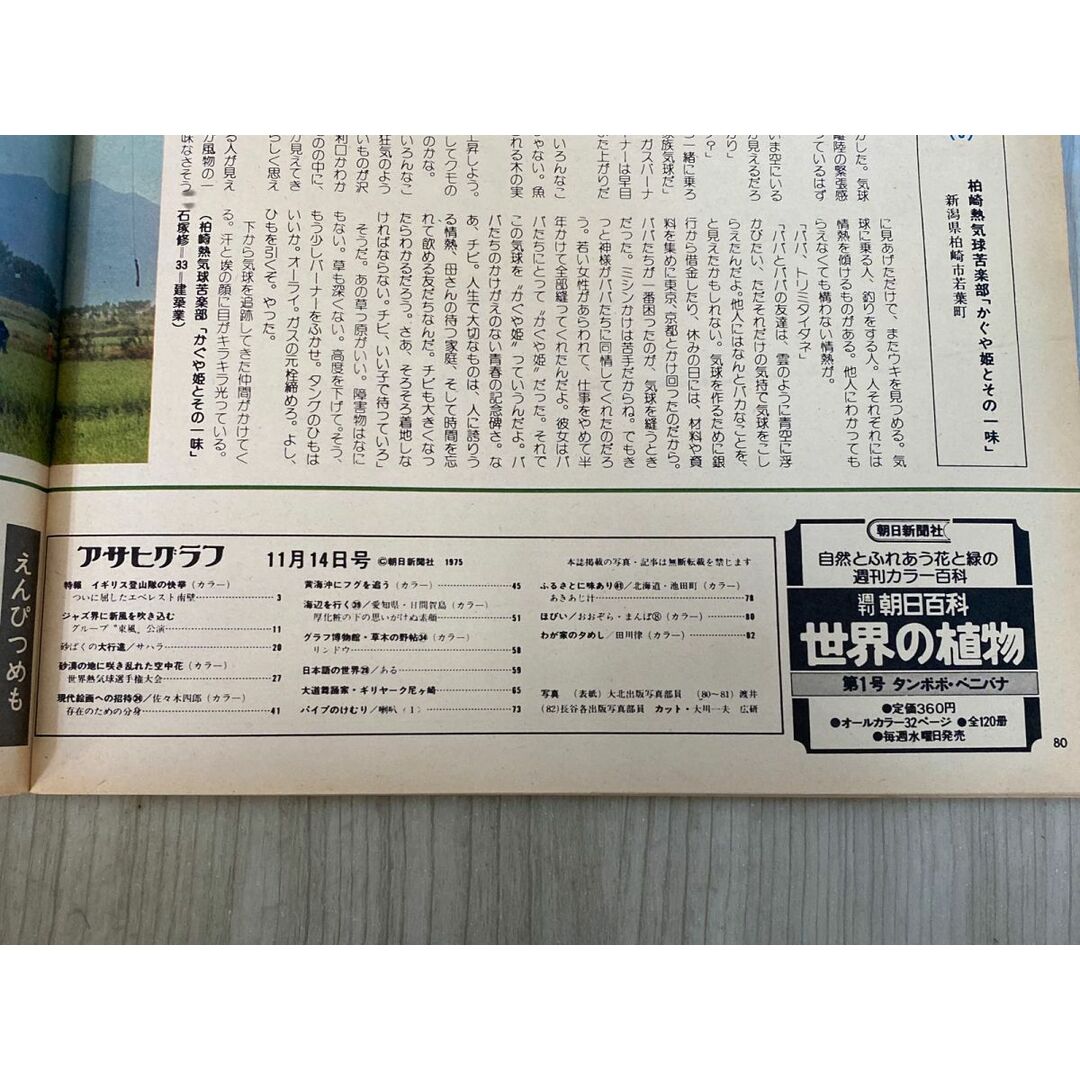 柏崎熱気球苦楽部「かぐや姫とその一味」
新潟県柏崎市若葉町
に見あげただけで、またウキを見つめる。気
球に乗る人、釣りをする人。人それぞれには
情熱を傾けるものがある。他人にわかっても
らえなくても構わない情熱が。
「パパ、トリミタイダネ」
「パパとパパの友達は、雲のように青空に浮
かびたい、ただそれだけの気持で気球をこし
らえたんだよ。他人にはなんとバカなことを、
と見えたかもしれない。気球を作るために銀
行から借金したり、休みの日には、材料や資
料を集めに東京、京都とかけ回ったのだから。
パパたちが一番困ったのが、気球を縫うとき
だった。ミシンかけは苦手だからね。でもき
っと神様がパパたちに同情してくれたのだろ
う。若い女性があらわれて、仕事をやめて半
年かけて全部縫ってくれたんだよ。彼女はパ
パたちにとって〝かぐや姫〟だった。それで
この気球を〝かぐや姫〟っていうんだよ。パ
パたちのかけがえのない青春の記念碑さ。な
あ、チビ。人生で大切なものは、人に誇りう
る情熱、母さんの待つ家庭、そして時間を忘
れて飲める友だちなんだ。チビも大きくなっ
たらわかるだろう。さあ、そろそろ着地しな
ければならない。チビ、いい子で待っていろ」
そうだ。あの草っ原がいい。障害物はなに
もない。草も深くない。高度を下げて。そう、
もう少しバーナーをふかせ。タングのひもは
いいか。オーライ。ガスの元栓締めろ。よし、
ひもを引くぞ。やった。
下から気球を追跡してきた仲間がかけてく
る。汗と埃の顔に目がキラキラ光っている。
（柏崎熱気球苦楽部「かぐや姫とその一味」
石塚修＝33＝建築業）
えんぴつめも
アサヒグラフ 11月14日号 ©朝日新聞社 1975 本誌掲載の写真・記事は無断転載を禁じます
特報 イギリス登山隊の快挙（カラー）
ついに屈したエベレスト南壁 3
ジャズ界に新風を吹き込む
グループ〝東風〟公演 11
砂ばくの大行進／サハラ 20
砂漠の地に咲き乱れた空中花（カラー）
世界熱気球選手権大会 27
現代絵画への招待㊱／佐々木四郎（カラー）
存在のための分身 41
黄海沖にフグを追う（カラー） 45
海辺を行く㊴／愛知県・日間賀島（カラー）
厚化粧の下の思いがけぬ素顔 51
グラフ博物館・草木の野帖㉞（カラー）
リンドウ 58
日本語の世界㉘／ある 59
大道舞踊家・ギリヤーク尼ヶ崎 65
パイプのけむり／喇叭（1） 73
ふるさとに味あり㊶／北海道・池田町（カラー）
あきあじ汁 78
ほびい／おおぞら・まんぼ⑧（カラー） 80
わが家の夕めし／田川律（カラー） 82
写真 （表紙）大北出版写真部員 （80〜81）渡井
（82）長谷各出版写真部員 カット・大川一夫 広研
朝日新聞社
自然とふれあう花と緑の
週刊カラー百科
週刊 朝日百科
世界の植物
第1号 タンポポ・ベニバナ
●定価360円
●オールカラー32ページ ●全120冊
●毎週水曜日発売
80